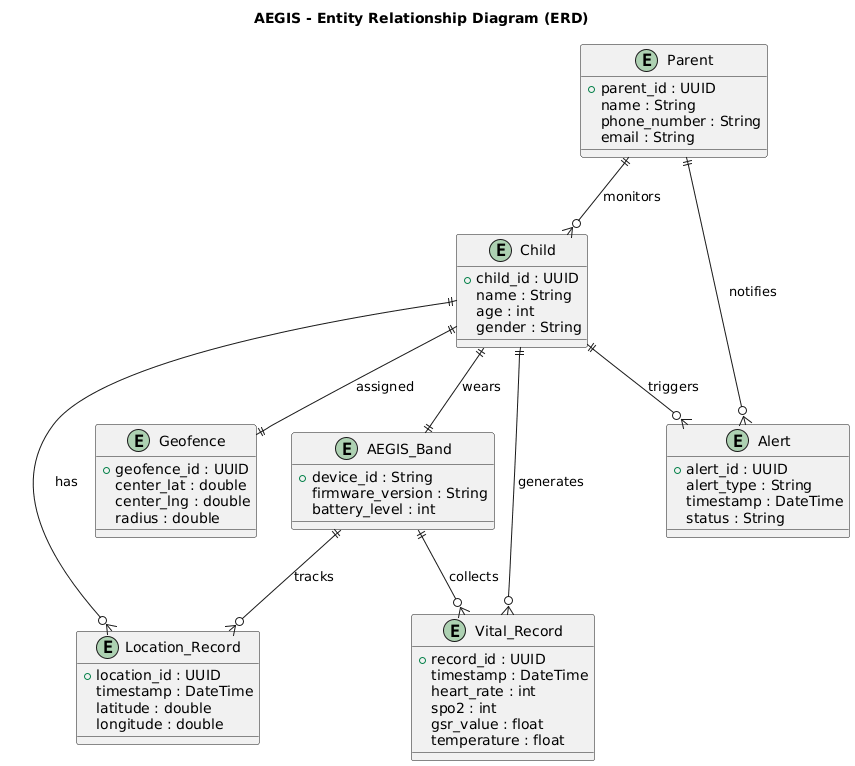 AEGIS - Entity Relationship Diagram (ERD)
E Parent
parent_id : UUID
name : String
phone_number : String
email : String
monitors
notifies
E Child
child_id : UUID
name : String
age : int
gender : String
assigned
wears
triggers
has
generates
E Geofence
geofence_id : UUID
center_lat : double
center_lng : double
radius : double
E AEGIS_Band
device_id : String
firmware_version : String
battery_level : int
E Alert
alert_id : UUID
alert_type : String
timestamp : DateTime
status : String
tracks
collects
E Location_Record
location_id : UUID
timestamp : DateTime
latitude : double
longitude : double
E Vital_Record
record_id : UUID
timestamp : DateTime
heart_rate : int
spo2 : int
gsr_value : float
temperature : float